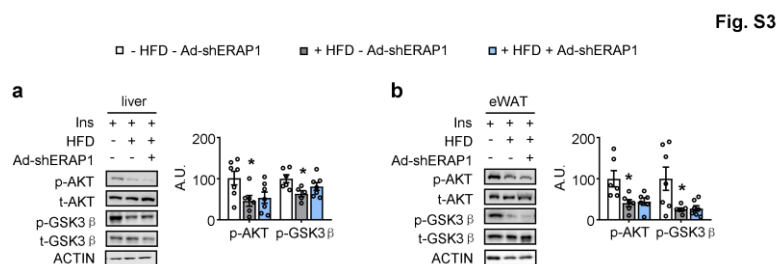 Fig. S3
- HFD - Ad-shERAP1 + HFD - Ad-shERAP1 + HFD + Ad-shERAP1
a
liver
Ins + + +
HFD - + +
Ad-shERAP1 - - +
p-AKT
t-AKT
p-GSK3β
t-GSK3β
ACTIN
A.U.
200
100
0
* *
p-AKT p-GSK3β
b
eWAT
Ins + + +
HFD - + +
Ad-shERAP1 - - +
p-AKT
t-AKT
p-GSK3β
t-GSK3β
ACTIN
A.U.
200
100
0
* *
p-AKT p-GSK3β